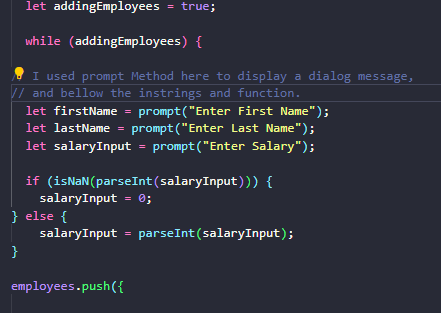 let addingEmployees = true;
while (addingEmployees) {
/ I used prompt Method here to display a dialog message,
// and bellow the instrings and function.
let firstName = prompt("Enter First Name");
let lastName = prompt("Enter Last Name");
let salaryInput = prompt("Enter Salary");
if (isNaN(parseInt(salaryInput))) {
salaryInput = 0;
} else {
salaryInput = parseInt(salaryInput);
}
employees.push({